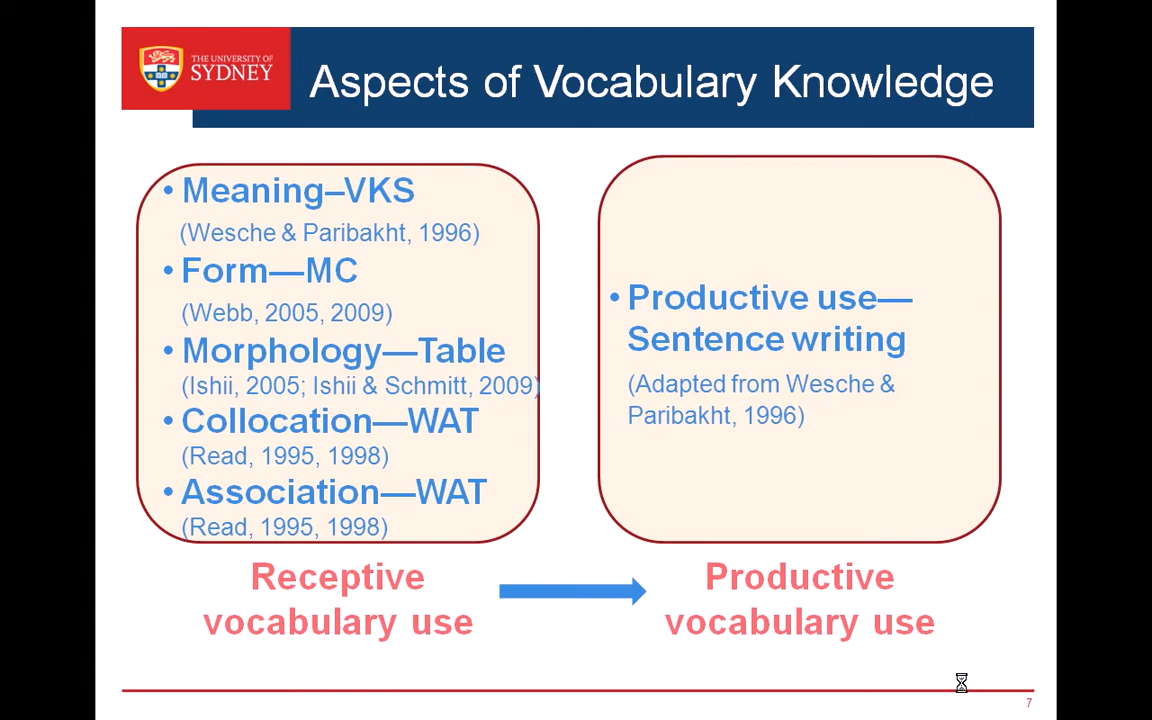 THE UNIVERSITY OF
SYDNEY
Aspects of Vocabulary Knowledge
• Meaning–VKS
(Wesche & Paribakht, 1996)
• Form—MC
(Webb, 2005, 2009)
• Morphology—Table
(Ishii, 2005; Ishii & Schmitt, 2009)
• Collocation—WAT
(Read, 1995, 1998)
• Association—WAT
(Read, 1995, 1998)
• Productive use—
Sentence writing
(Adapted from Wesche &
Paribakht, 1996)
Receptive
vocabulary use
Productive
vocabulary use
7